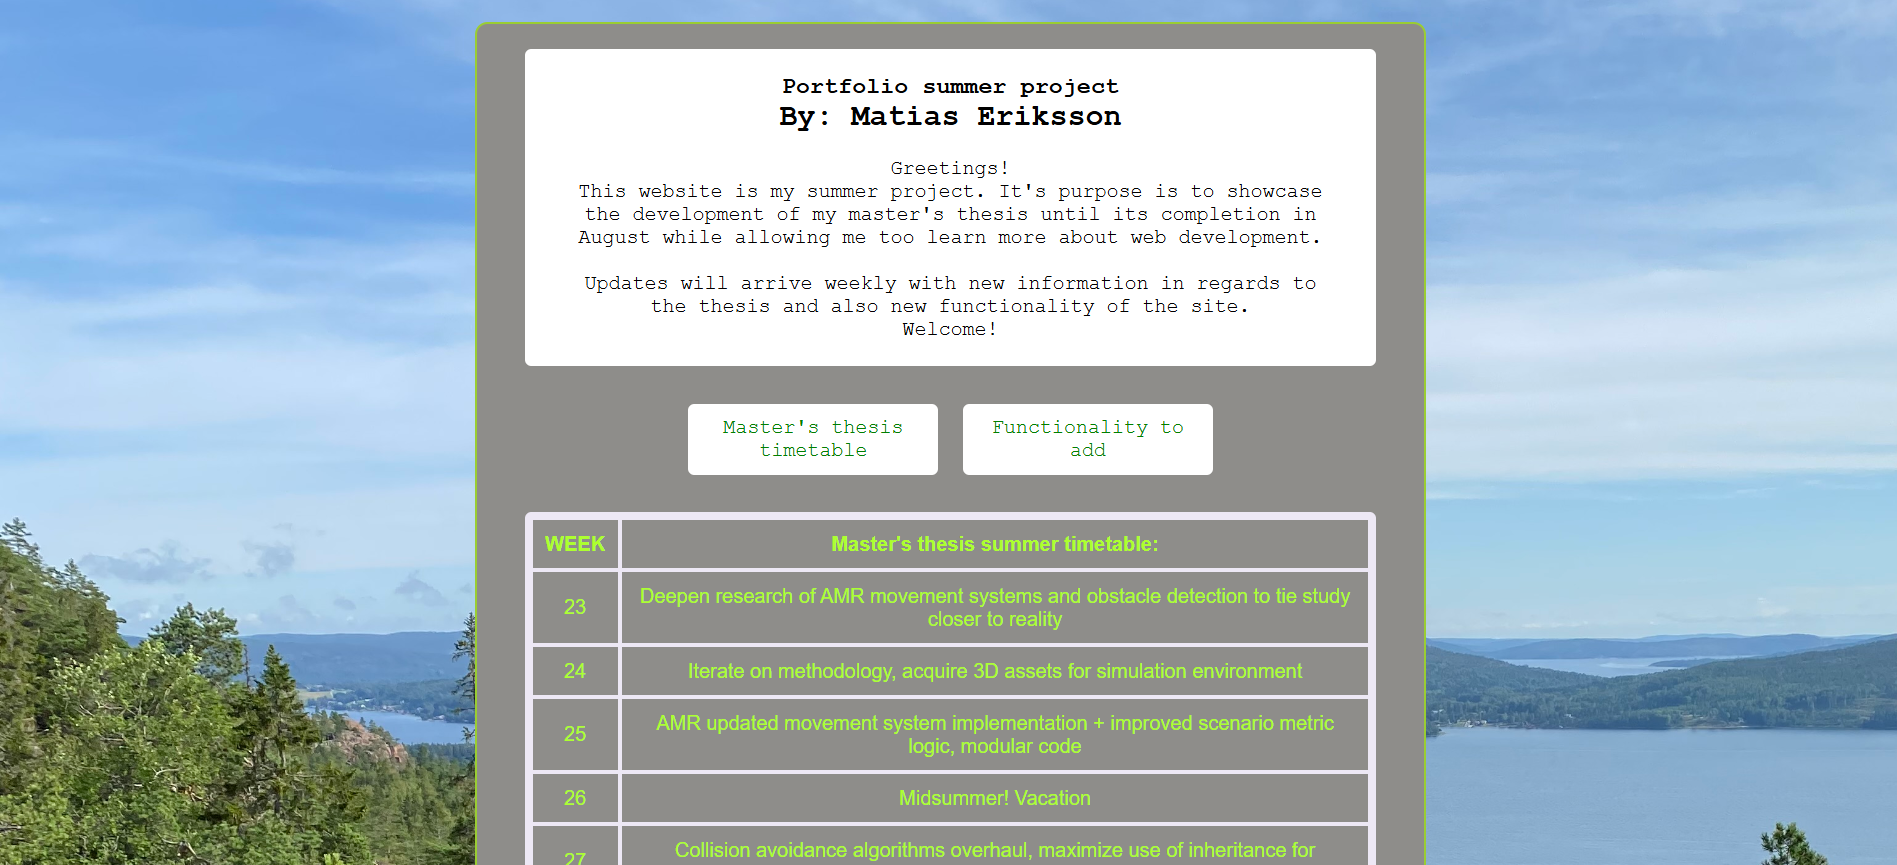 Portfolio summer project
By: Matias Eriksson
Greetings!
This website is my summer project. It's purpose is to showcase
the development of my master's thesis until its completion in
August while allowing me too learn more about web development.
Updates will arrive weekly with new information in regards to
the thesis and also new functionality of the site.
Welcome!
Master's thesis
timetable
Functionality to
add
WEEK
Master's thesis summer timetable:
23
Deepen research of AMR movement systems and obstacle detection to tie study
closer to reality
24
Iterate on methodology, acquire 3D assets for simulation environment
25
AMR updated movement system implementation + improved scenario metric
logic, modular code
26
Midsummer! Vacation
27
Collision avoidance algorithms overhaul, maximize use of inheritance for